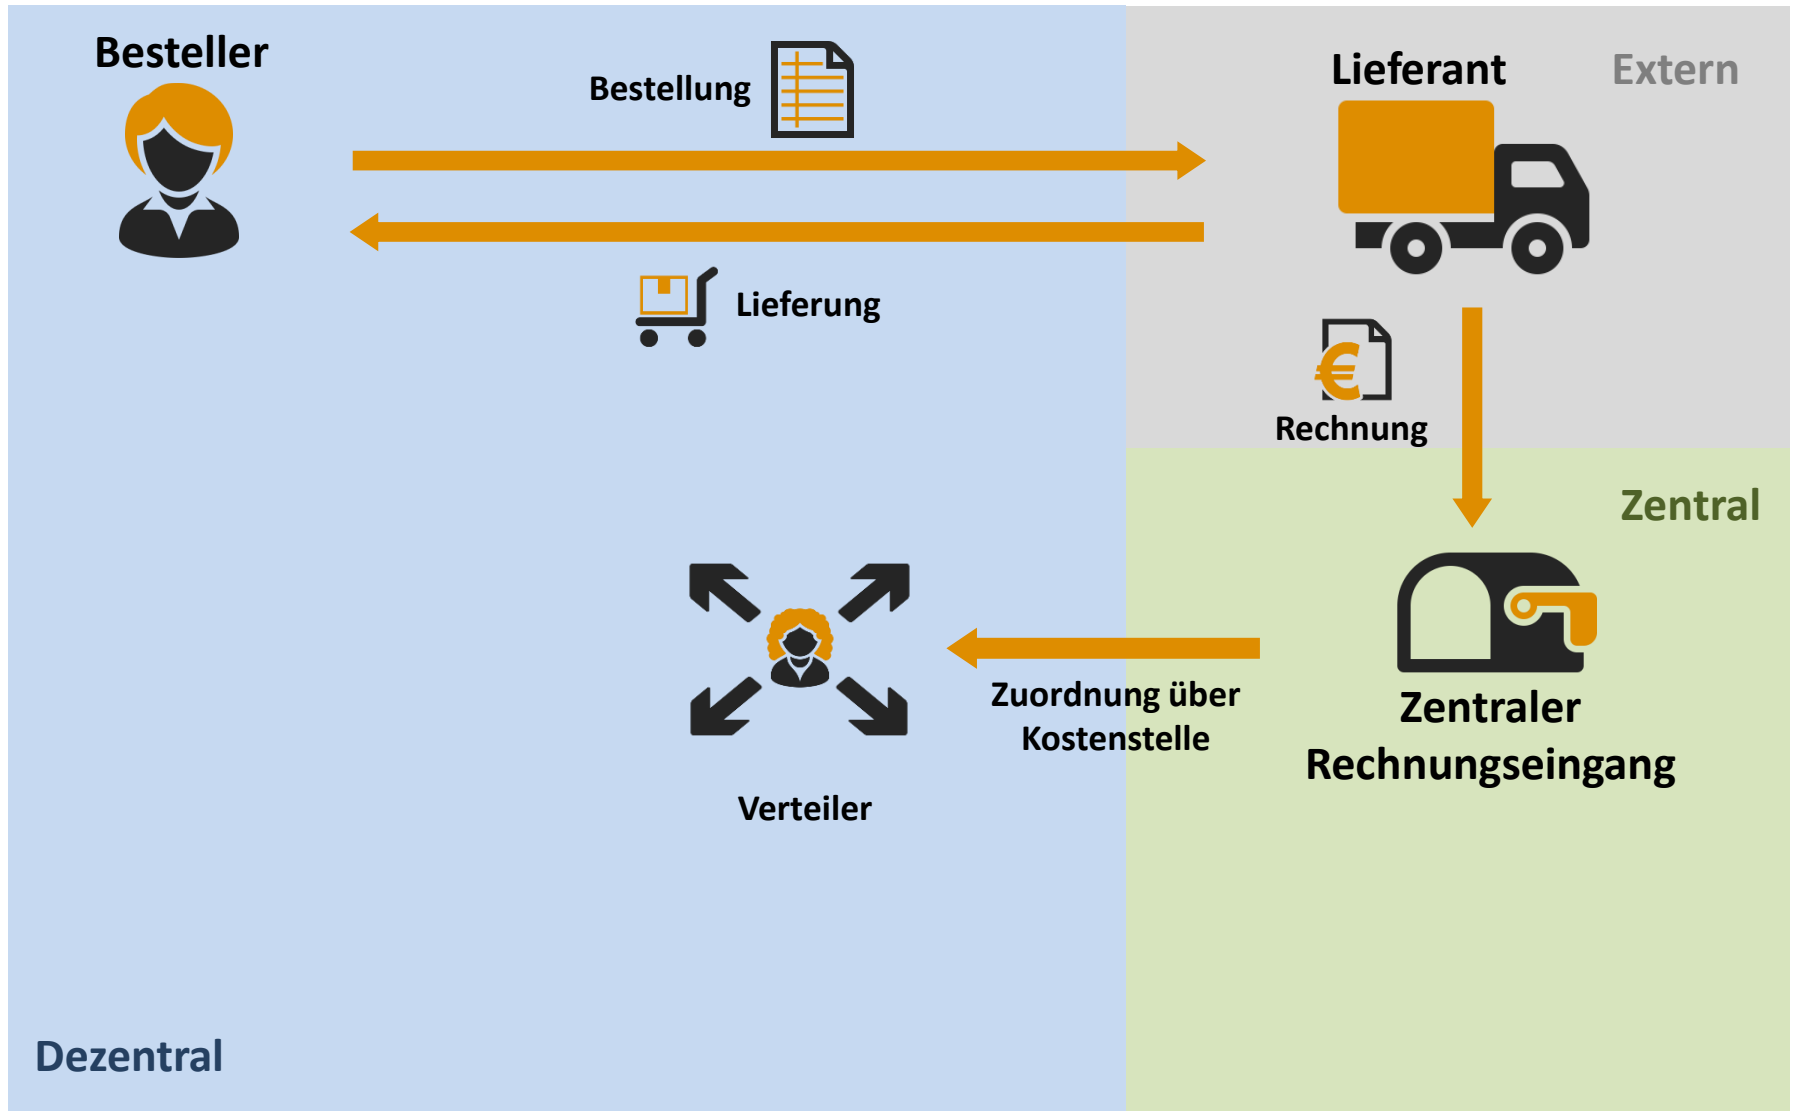 Besteller
Bestellung
Lieferant
Extern
Lieferung
€
Rechnung
Zentral
Zuordnung über
Kostenstelle
Zentraler
Rechnungseingang
Verteiler
Dezentral